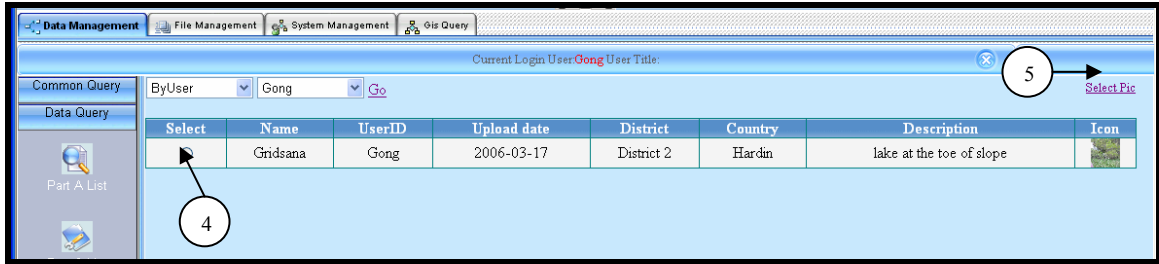 Data Management File Management System Management Gis Query
Current Login User:Gong User Title:
5
Common Query ByUser Gong Go Select Pic
Data Query
Select Name UserID Upload date District Country Description Icon
Gridsana Gong 2006-03-17 District 2 Hardin lake at the toe of slope
Part A List
4